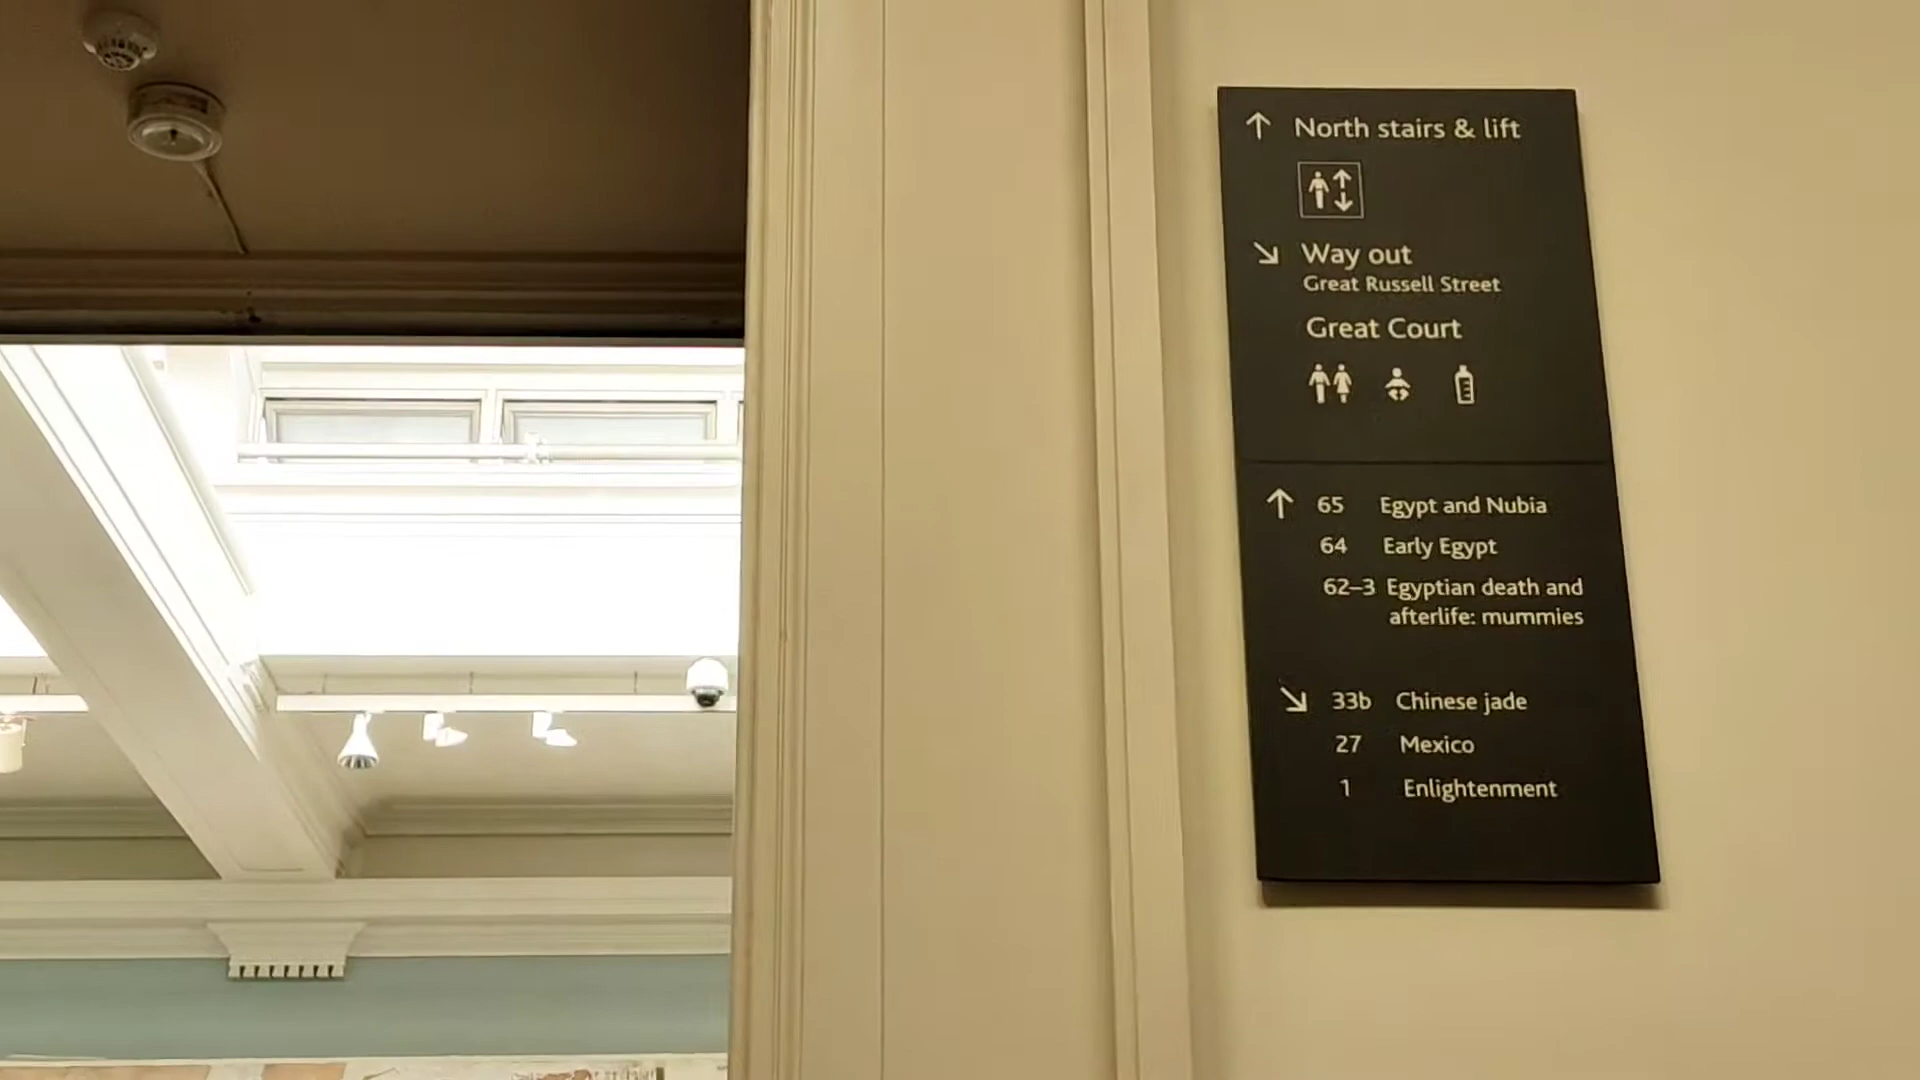 ↑ North stairs & lift
↘ Way out
Great Russell Street
Great Court
↑ 65 Egypt and Nubia
64 Early Egypt
62–3 Egyptian death and
afterlife: mummies
↘ 33b Chinese jade
27 Mexico
1 Enlightenment